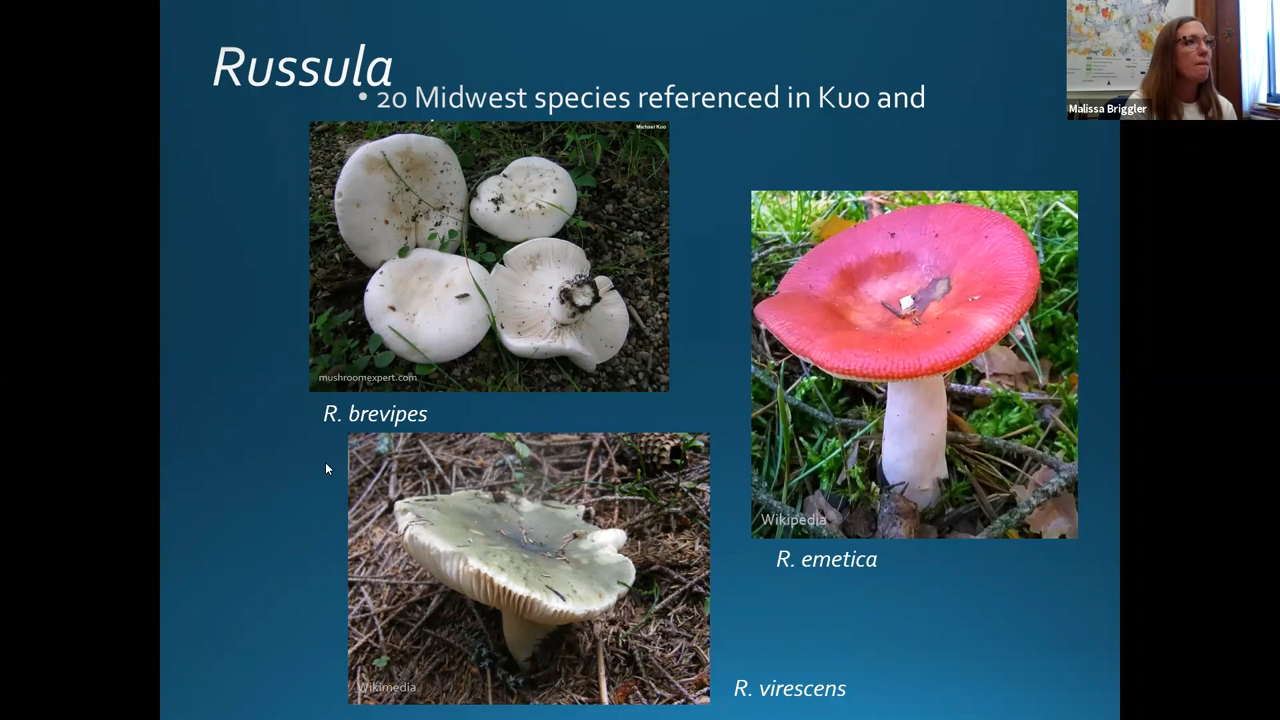 Russula
• 20 Midwest species referenced in Kuo and
Malissa Briggler
Michael Kuo
mushroomexpert.com
R. brevipes
Wikipedia
R. emetica
Wikimedia
R. virescens